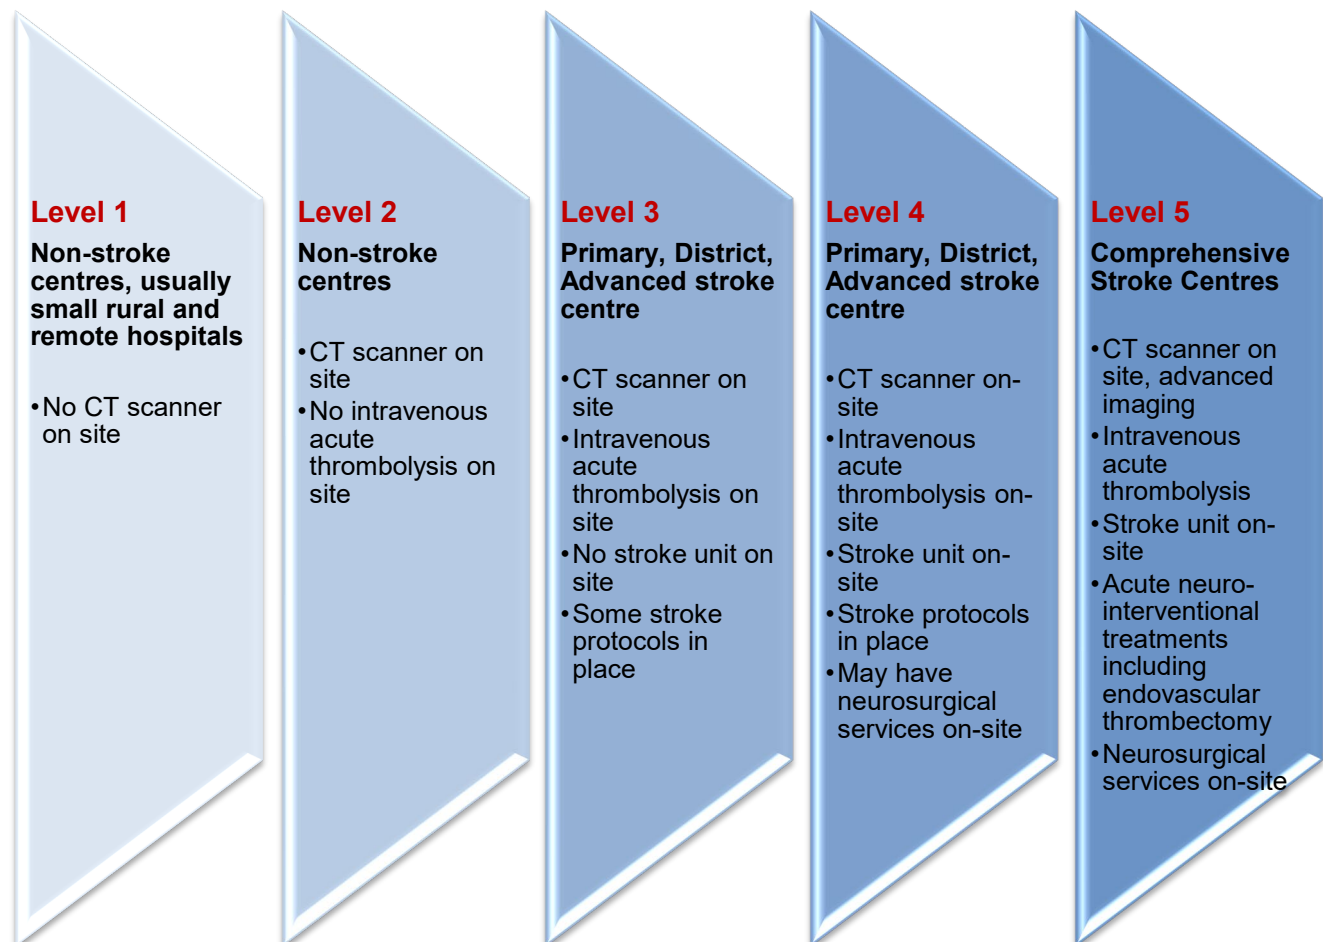 Level 1
Non-stroke
centres, usually
small rural and
remote hospitals
•No CT scanner
on site
Level 2
Non-stroke
centres
•CT scanner on
site
•No intravenous
acute
thrombolysis on
site
Level 3
Primary, District,
Advanced stroke
centre
•CT scanner on
site
•Intravenous
acute
thrombolysis on
site
•No stroke unit on
site
•Some stroke
protocols in
place
Level 4
Primary, District,
Advanced stroke
centre
•CT scanner on-
site
•Intravenous
acute
thrombolysis on-
site
•Stroke unit on-
site
•Stroke protocols
in place
•May have
neurosurgical
services on-site
Level 5
Comprehensive
Stroke Centres
•CT scanner on
site, advanced
imaging
•Intravenous
acute
thrombolysis
•Stroke unit on-
site
•Acute neuro-
interventional
treatments
including
endovascular
thrombectomy
•Neurosurgical
services on-site